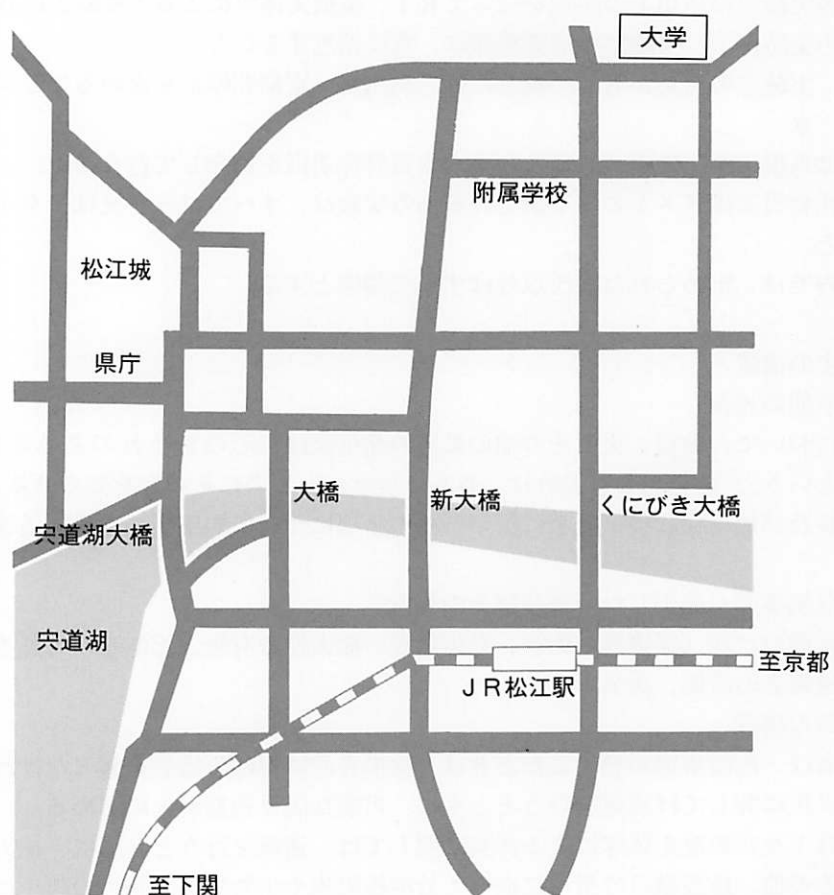 大学
附属学校
松江城
県庁
大橋
新大橋
くにびき大橋
宍道湖大橋
宍道湖
至京都
JR松江駅
至下関